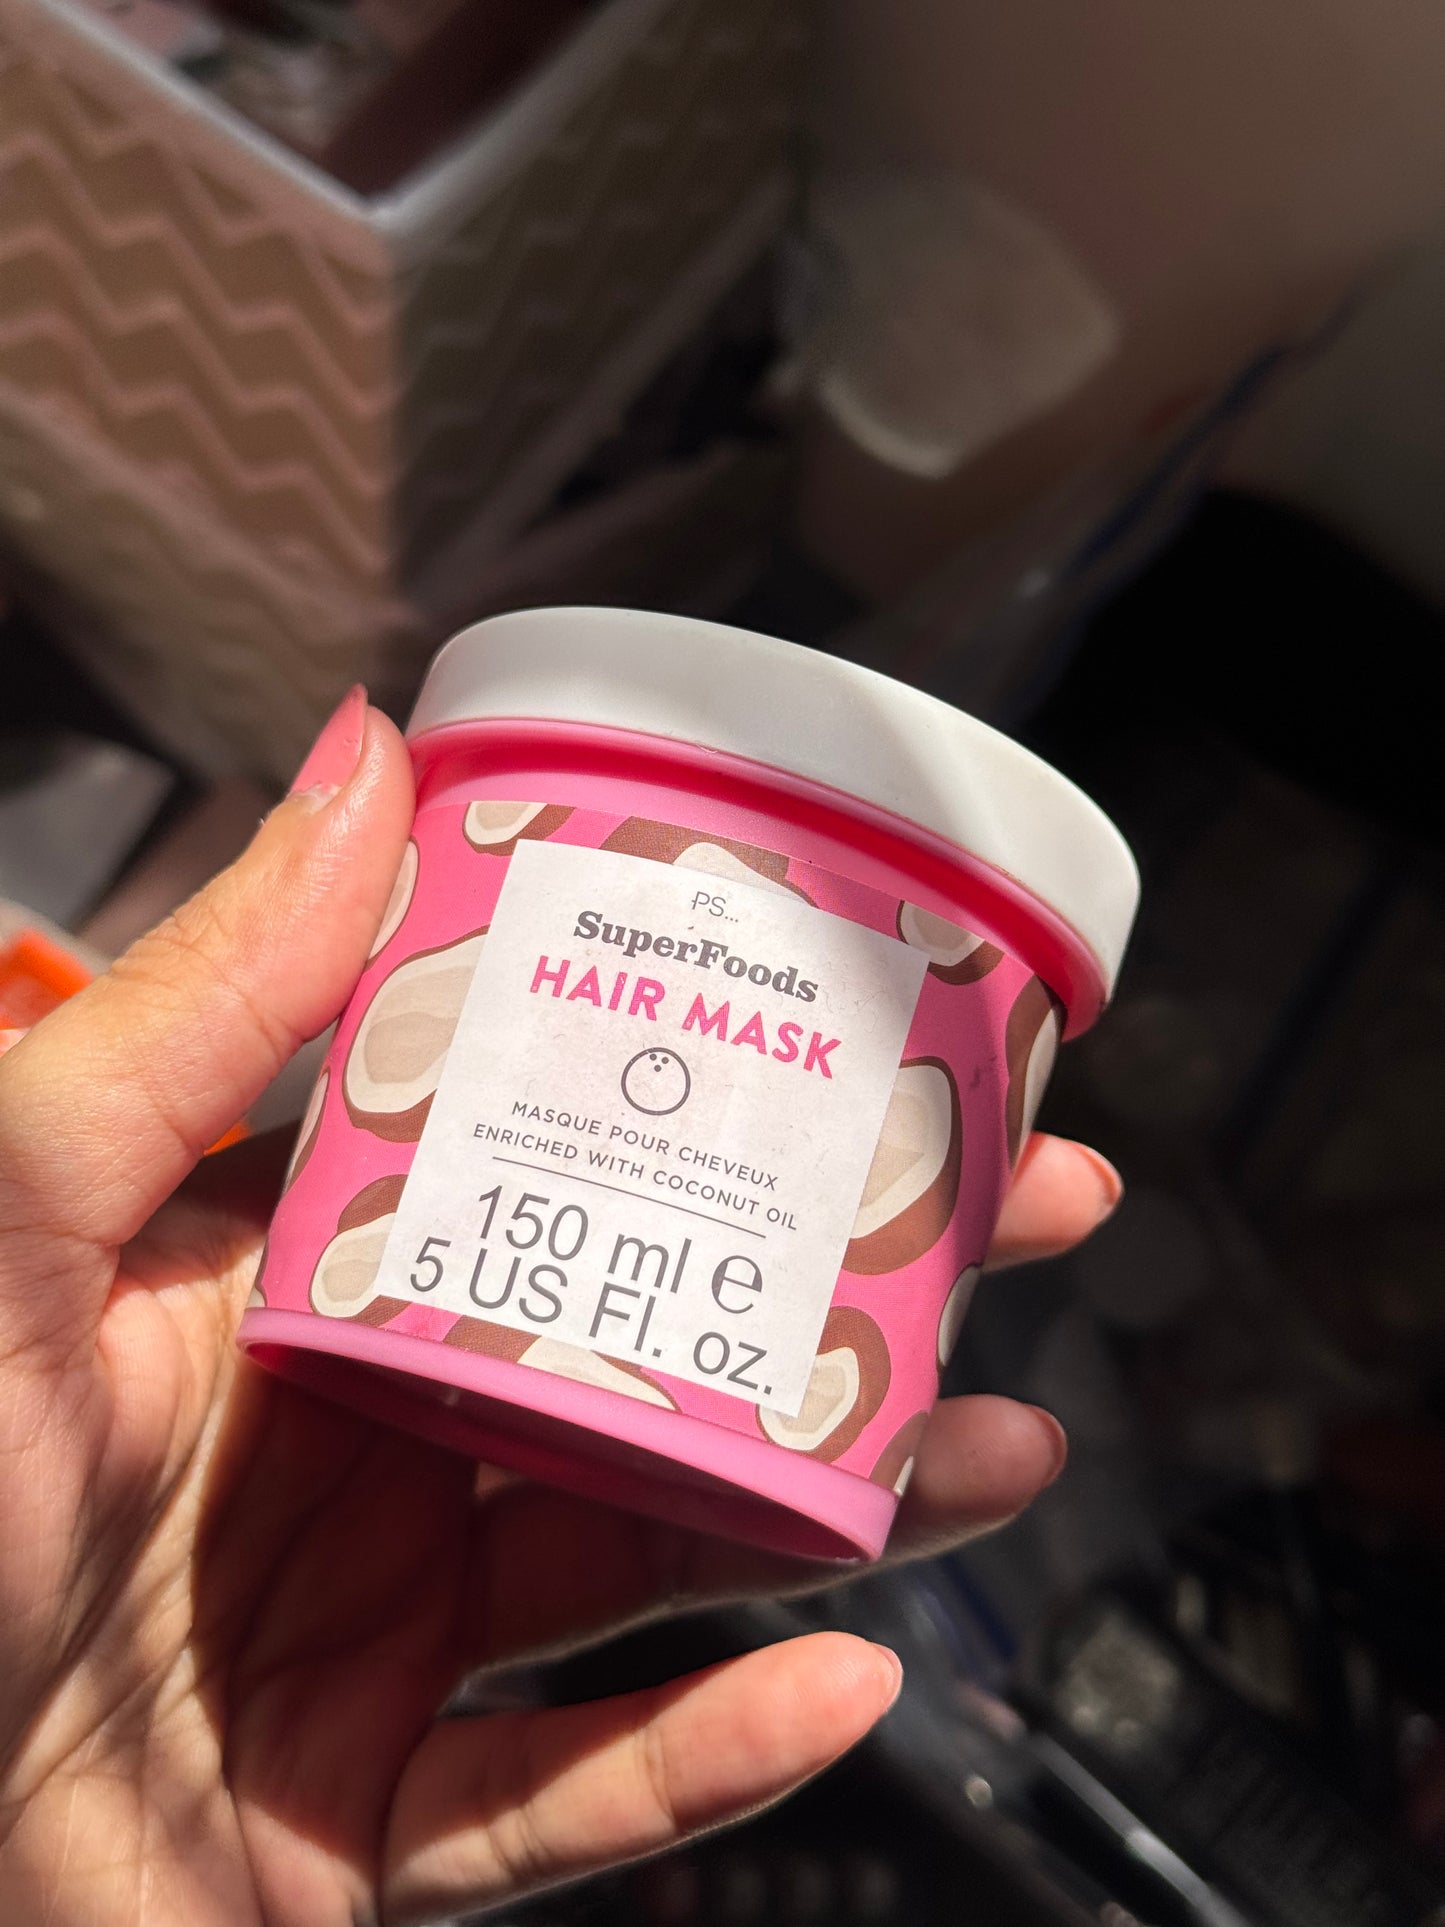 PS...
SuperFoods
HAIR MASK
MASQUE POUR CHEVEUX
ENRICHED WITH COCONUT OIL
150 ml ℮
5 US Fl. oz.